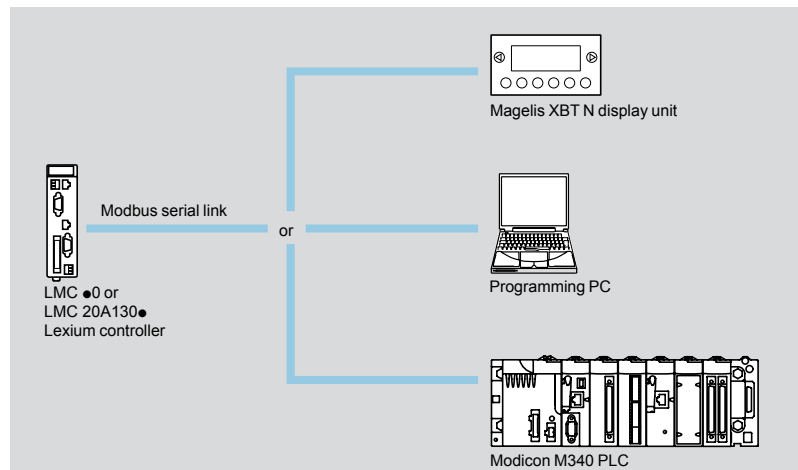 Magelis XBT N display unit
Modbus serial link
or
Programming PC
LMC ●0 or
LMC 20A130●
Lexium controller
Modicon M340 PLC